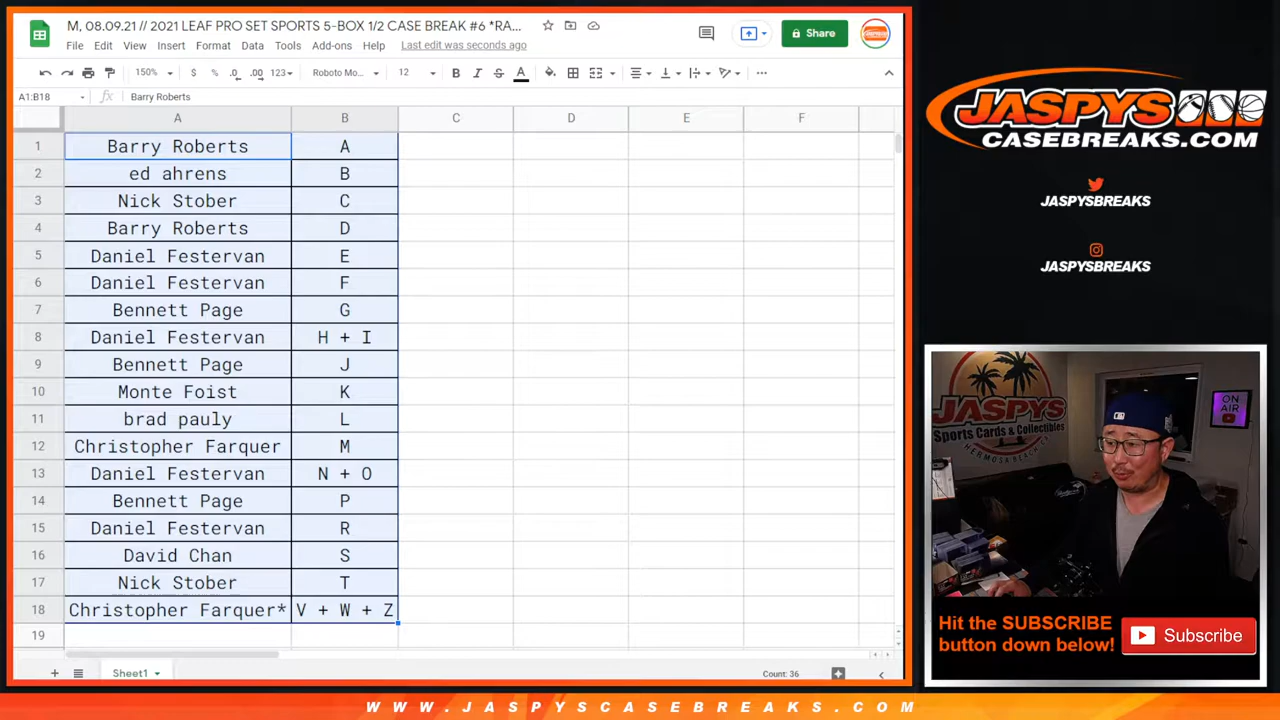 M, 08.09.21 // 2021 LEAF PRO SET SPORTS 5-BOX 1/2 CASE BREAK #6 *RA...
File Edit View Insert Format Data Tools Add-ons Help Last edit was seconds ago
Share
150% $ % .0 .00 123 Roboto Mo... 12 B I S A
A1:B18 fx Barry Roberts
A B C D E F
1 Barry Roberts A
2 ed ahrens B
3 Nick Stober C
4 Barry Roberts D
5 Daniel Festervan E
6 Daniel Festervan F
7 Bennett Page G
8 Daniel Festervan H + I
9 Bennett Page J
10 Monte Foist K
11 brad pauly L
12 Christopher Farquer M
13 Daniel Festervan N + O
14 Bennett Page P
15 Daniel Festervan R
16 David Chan S
17 Nick Stober T
18 Christopher Farquer* V + W + Z
19
Sheet1
Count: 36
JASPYS
CASEBREAKS.COM
JASPYSBREAKS
JASPYSBREAKS
JASPYS
Sports Cards & Collectibles
HERMOSA BEACH, CA
ON AIR
Hit the SUBSCRIBE
button down below!
Subscribe
WWW.JASPYSCASEBREAKS.COM